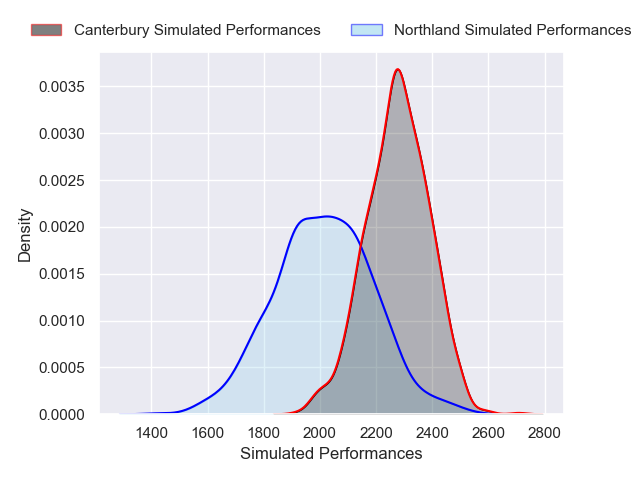 Canterbury Simulated Performances Northland Simulated Performances
0.0035
0.0030
0.0025
0.0020
0.0015
0.0010
0.0005
0.0000
Density
1400 1600 1800 2000 2200 2400 2600 2800
Simulated Performances